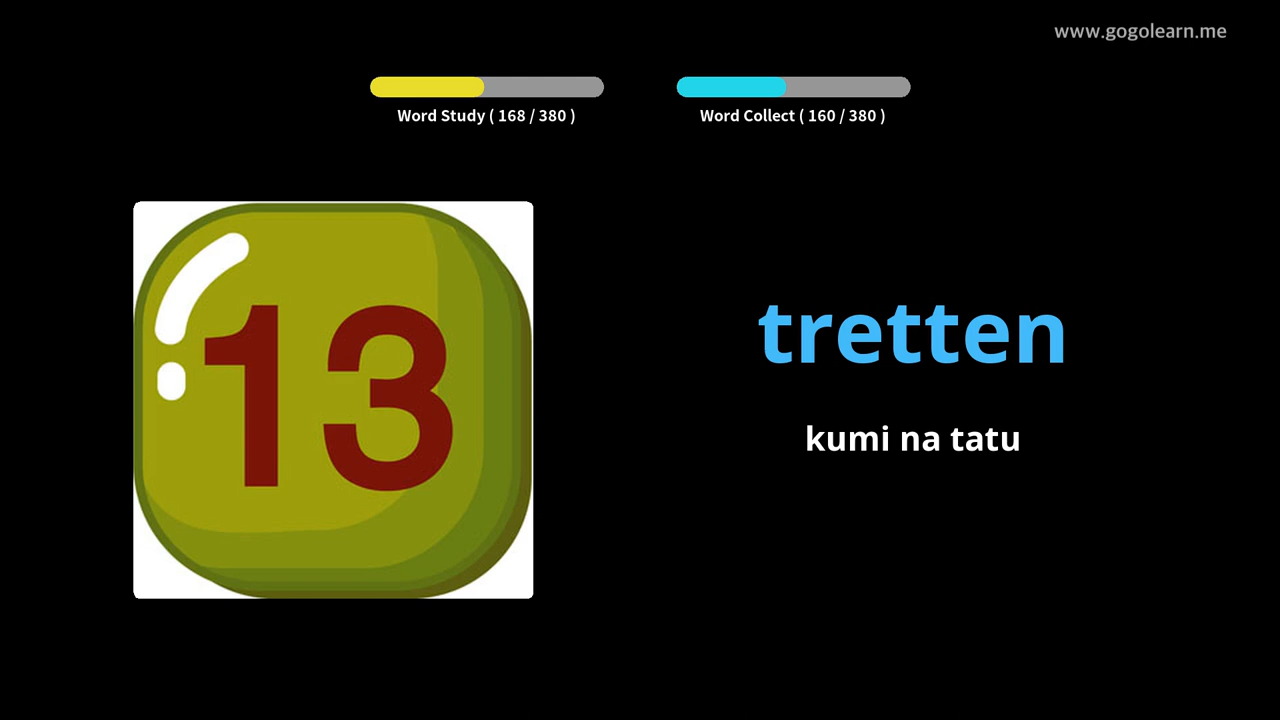 www.gogolearn.me
Word Study ( 168 / 380 )
Word Collect ( 160 / 380 )
13
tretten
kumi na tatu